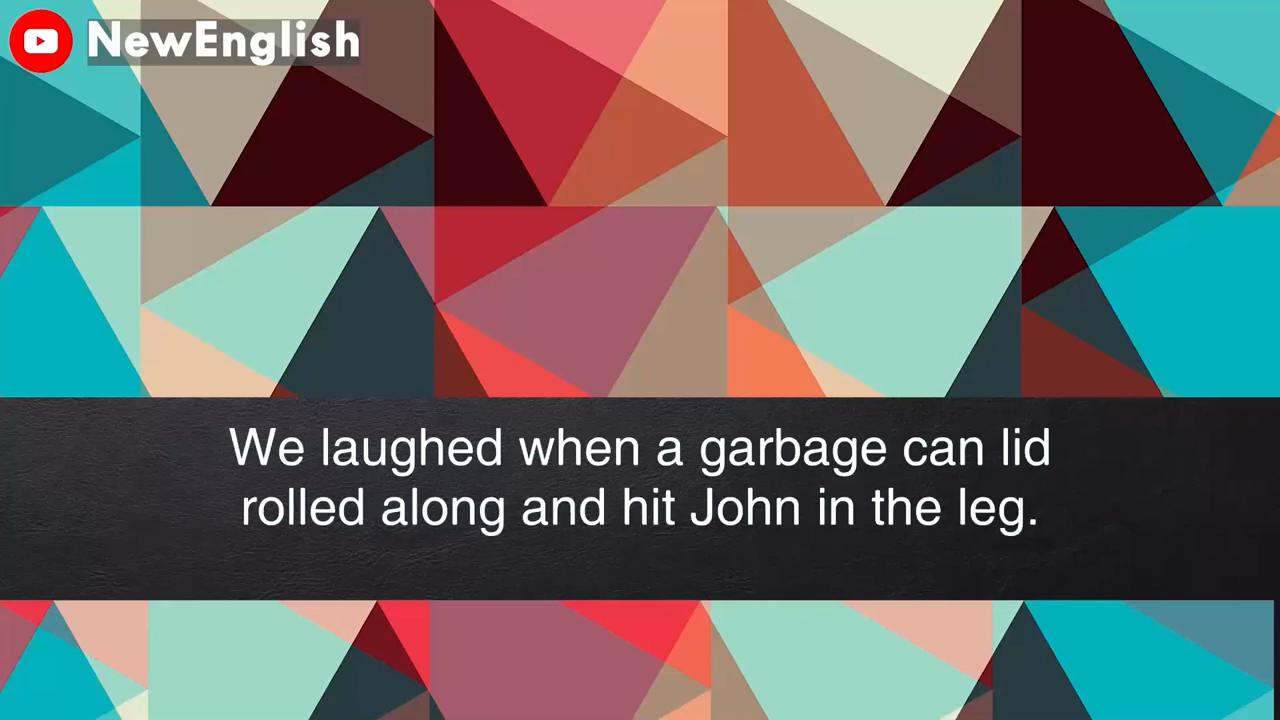 NewEnglish
We laughed when a garbage can lid
rolled along and hit John in the leg.